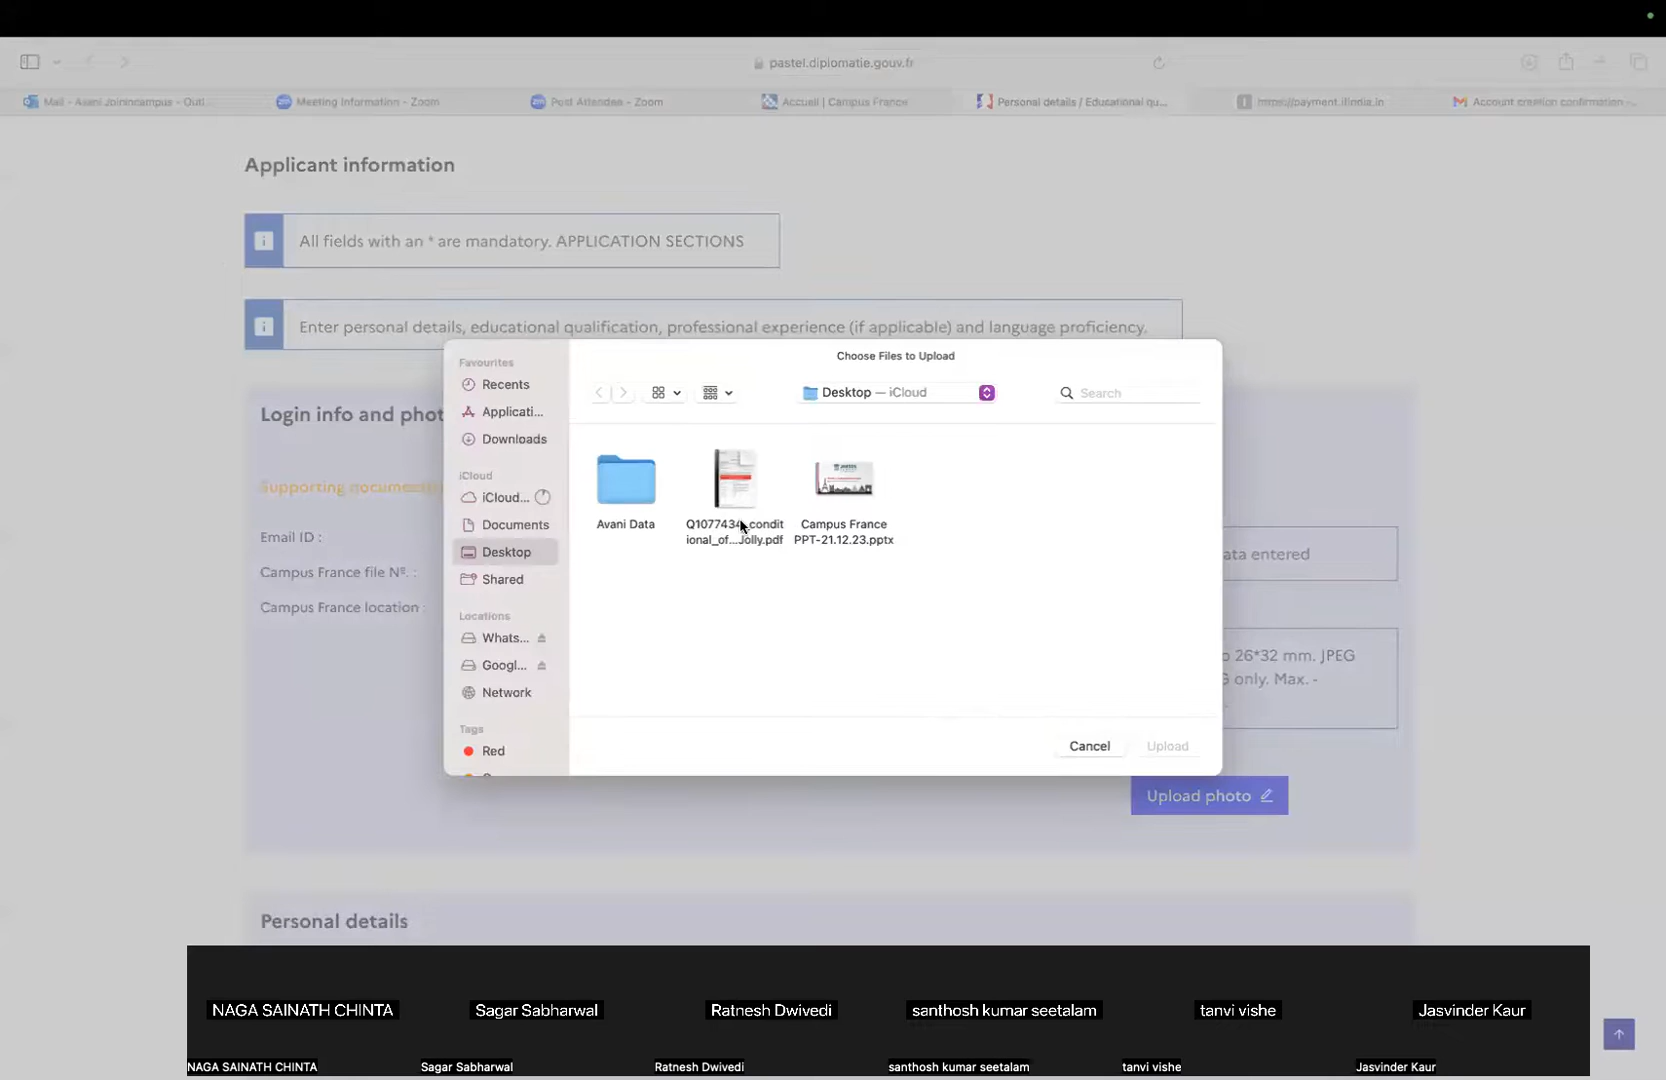 pastel.diplomatie.gouv.fr
Mail - Avani Joinincampus - Outl...
Meeting Information - Zoom
Post Attendee - Zoom
Accueil | Campus France
Personal details / Educational qu...
https://payment.ifindia.in
Account creation confirmation -...
Applicant information
All fields with an * are mandatory. APPLICATION SECTIONS
Enter personal details, educational qualification, professional experience (if applicable) and language proficiency.
Choose Files to Upload
Favourites
Recents
Applicati...
Downloads
iCloud
iCloud...
Documents
Desktop
Shared
Locations
Whats...
Googl...
Network
Tags
Red
Desktop — iCloud
Search
Avani Data
Q1077434_condit
ional_of...Jolly.pdf
Campus France
PPT-21.12.23.pptx
Cancel
Upload
Login info and phot
Supporting documents
Email ID :
Campus France file Nº. :
Campus France location :
ata entered
26*32 mm. JPEG
only. Max. -
Upload photo
Personal details
NAGA SAINATH CHINTA
Sagar Sabharwal
Ratnesh Dwivedi
santhosh kumar seetalam
tanvi vishe
Jasvinder Kaur
NAGA SAINATH CHINTA
Sagar Sabharwal
Ratnesh Dwivedi
santhosh kumar seetalam
tanvi vishe
Jasvinder Kaur